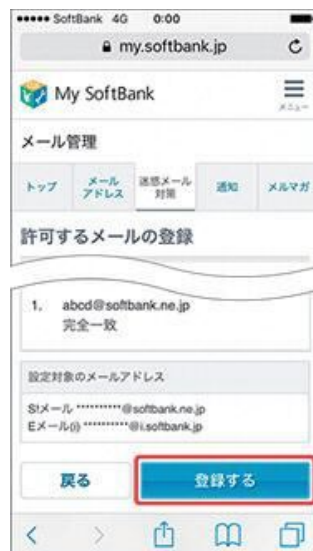 SoftBank 4G 0:00
my.softbank.jp
My SoftBank
メニュー
メール管理
トップ
メール
アドレス
迷惑メール
対策
通知
メルマガ
許可するメールの登録
1. abcd@softbank.ne.jp
完全一致
設定対象のメールアドレス
S!メール **********@softbank.ne.jp
Eメール(i) **********@i.softbank.jp
戻る
登録する